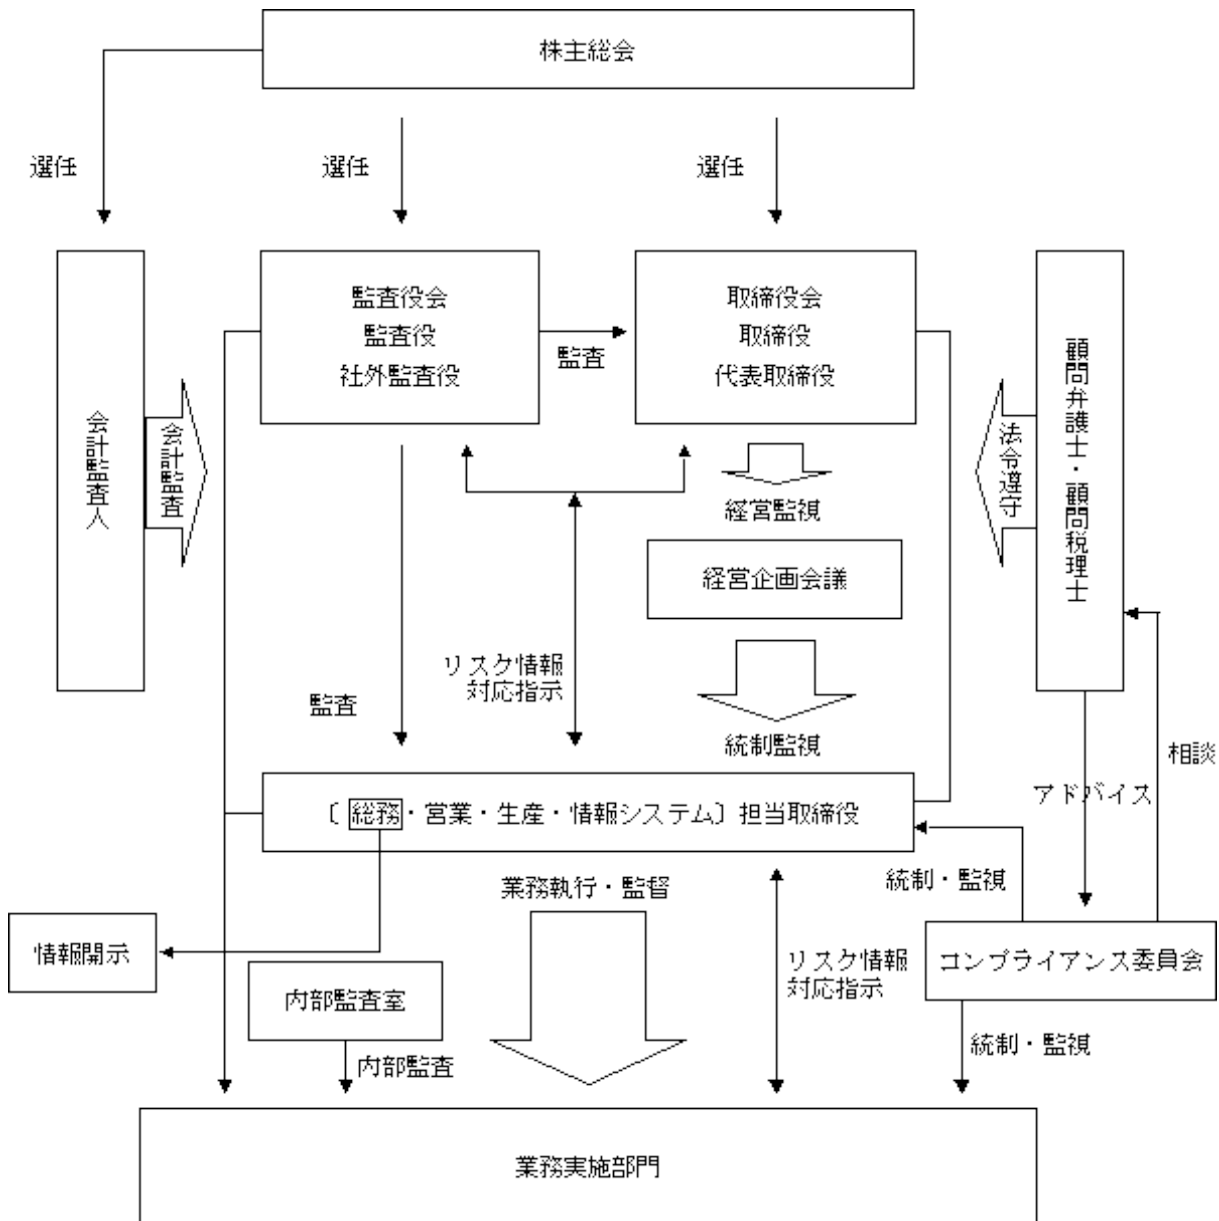 株主総会
選任
選任
選任
監査役会
監査役
社外監査役
監査
取締役会
取締役
代表取締役
会計監査人
会計監査
法令遵守
顧問弁護士・顧問税理士
経営監視
経営企画会議
リスク情報
対応指示
監査
統制監視
相談
アドバイス
〔総務・営業・生産・情報システム〕担当取締役
業務執行・監督
統制・監視
情報開示
内部監査室
リスク情報
対応指示
コンプライアンス委員会
内部監査
統制・監視
業務実施部門